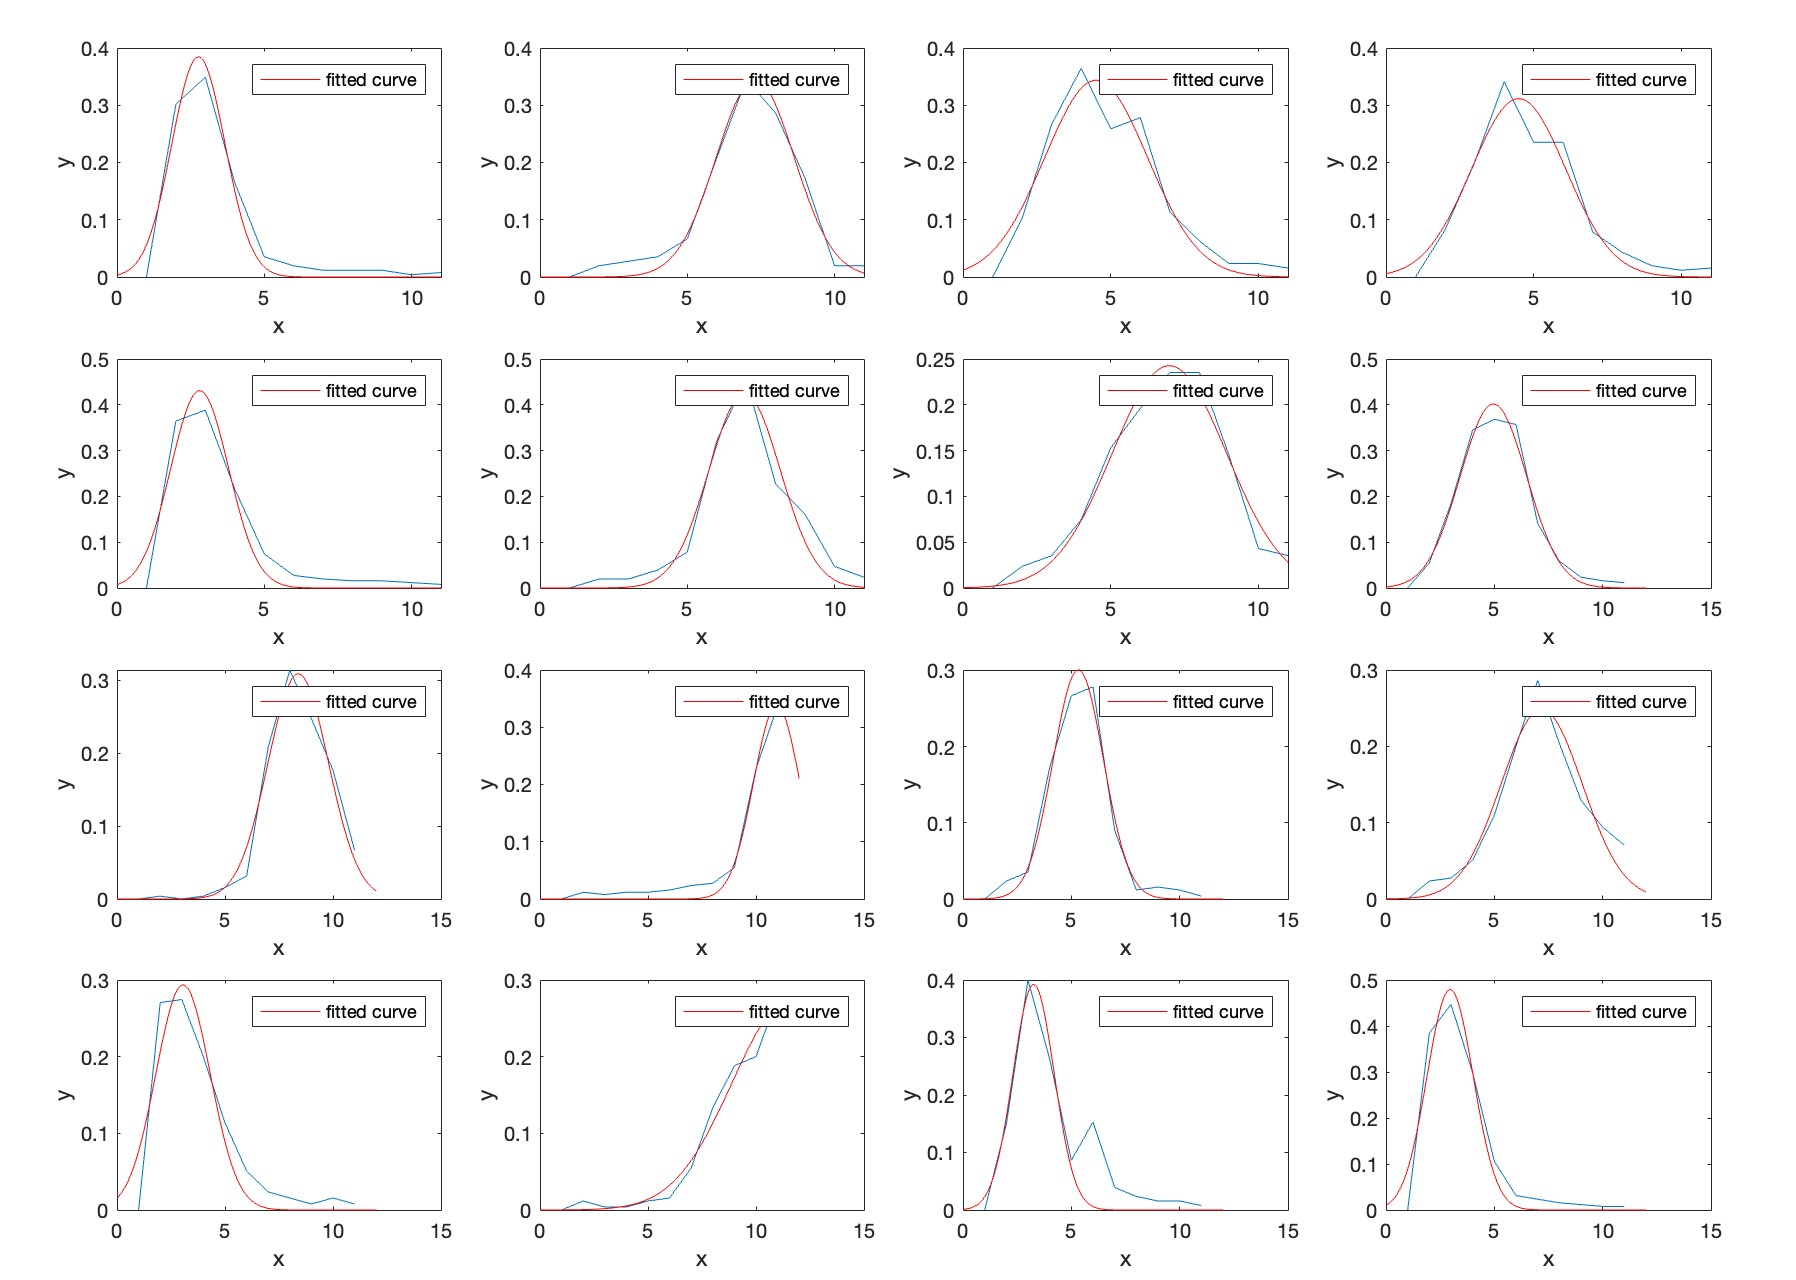 0.4 fitted curve 0.4 fitted curve 0.4 fitted curve 0.4 fitted curve
0.3 0.3 0.3 0.3
y 0.2 y 0.2 y 0.2 y 0.2
0.1 0.1 0.1 0.1
0 0 0 0
0 5 10 0 5 10 0 5 10 0 5 10
x x x x
0.5 fitted curve 0.5 fitted curve 0.25 fitted curve 0.5 fitted curve
0.4 0.4 0.2 0.4
0.3 0.3 0.15 0.3
y 0.2 y 0.2 y 0.1 y 0.2
0.1 0.1 0.05 0.1
0 0 0 0
0 5 10 0 5 10 0 5 10 0 5 10 15
x x x x
0.3 fitted curve 0.4 fitted curve 0.3 fitted curve 0.3 fitted curve
0.2 0.3 0.2 0.2
y 0.1 y 0.2 y 0.1 y 0.1
0 0.1 0 0
0
0 5 10 15 0 5 10 15 0 5 10 15 0 5 10 15
x x x x
0.3 fitted curve 0.3 fitted curve 0.4 fitted curve 0.5 fitted curve
0.2 0.2 0.3 0.4
y 0.1 y 0.1 y 0.2 y 0.3
0 0 0.1 0.2
0 0.1
0
0 5 10 15 0 5 10 15 0 5 10 15 0 5 10 15
x x x x